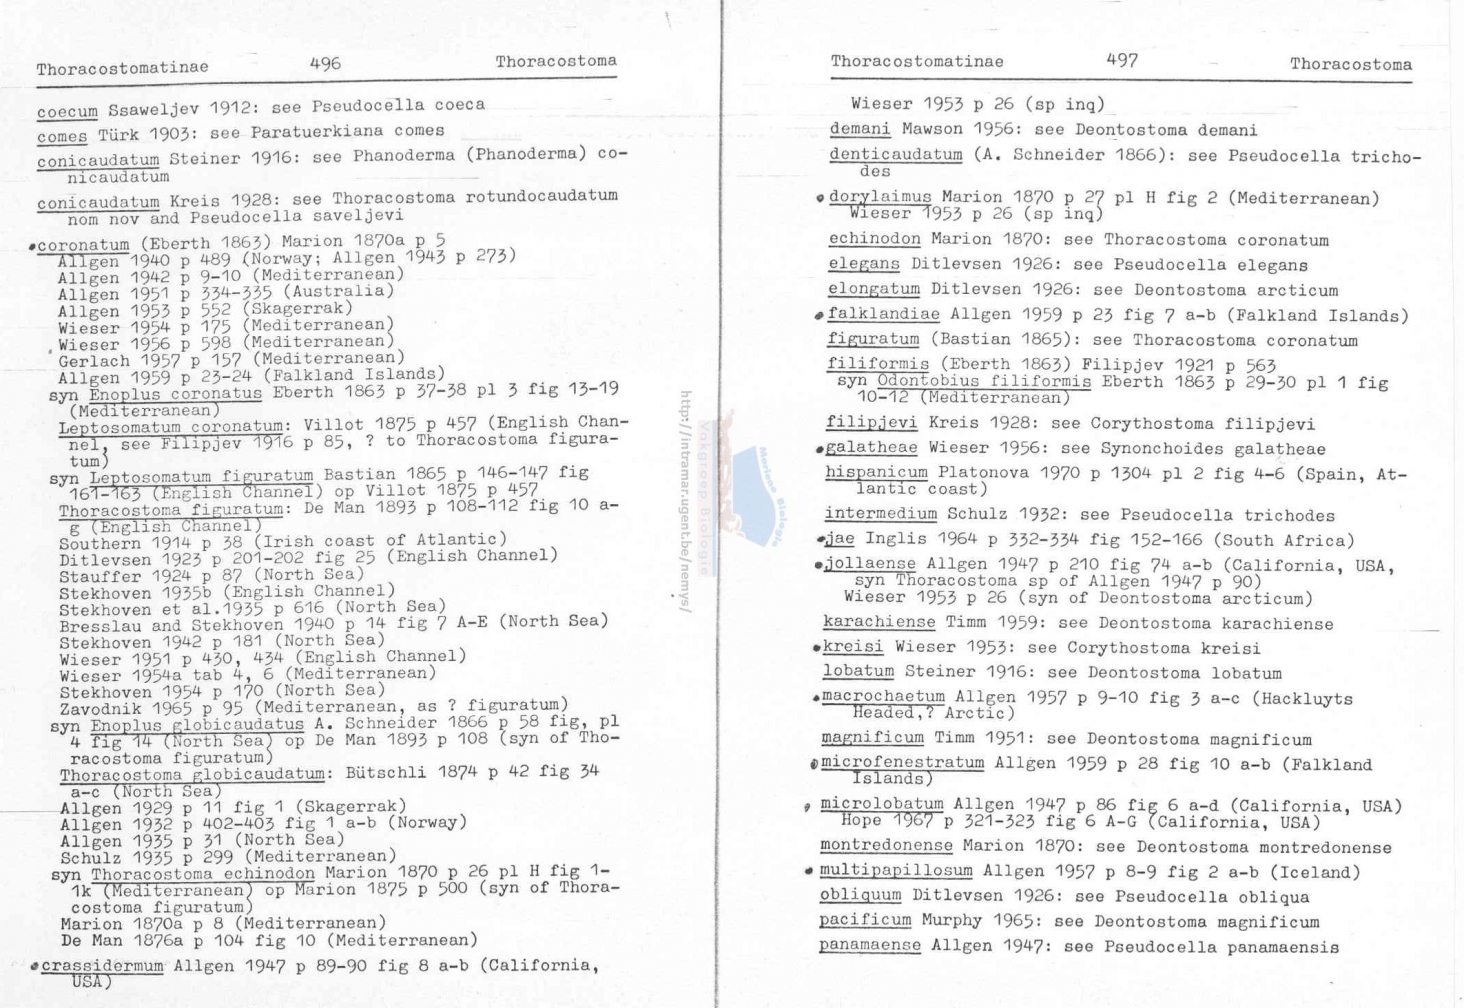 Thoracostomatinae 496 Thoracostoma
coecum Ssaweljev 1912: see Pseudocella coeca
comes Türk 1903: see Paratuerkiana comes
conicaudatum Steiner 1916: see Phanoderma (Phanoderma) co-
nicaudatum
conicaudatum Kreis 1928: see Thoracostoma rotundocaudatum
nom nov and Pseudocella saveljevi
coronatum (Eberth 1863) Marion 1870a p 5
Allgen 1940 p 489 (Norway; Allgen 1943 p 273)
Allgen 1942 p 9-10 (Mediterranean)
Allgen 1951 p 334-335 (Australia)
Allgen 1953 p 552 (Skagerrak)
Wieser 1954 p 175 (Mediterranean)
Wieser 1956 p 598 (Mediterranean)
Gerlach 1957 p 157 (Mediterranean)
Allgen 1959 p 23-24 (Falkland Islands)
syn Enoplus coronatus Eberth 1863 p 37-38 pl 3 fig 13-19
(Mediterranean)
Leptosomatum coronatum: Villot 1875 p 457 (English Chan-
nel, see Filipjev 1916 p 85, ? to Thoracostoma figura-
tum)
syn Leptosomatum figuratum Bastian 1865 p 146-147 fig
161-163 (English Channel) op Villot 1875 p 457
Thoracostoma figuratum: De Man 1893 p 108-112 fig 10 a-
g (English Channel)
Southern 1914 p 38 (Irish coast of Atlantic)
Ditlevsen 1923 p 201-202 fig 25 (English Channel)
Stauffer 1924 p 87 (North Sea)
Stekhoven 1935b (English Channel)
Stekhoven et al.1935 p 616 (North Sea)
Bresslau and Stekhoven 1940 p 14 fig 7 A-E (North Sea)
Stekhoven 1942 p 181 (North Sea)
Wieser 1951 p 430, 434 (English Channel)
Wieser 1954a tab 4, 6 (Mediterranean)
Stekhoven 1954 p 170 (North Sea)
Zavodnik 1965 p 95 (Mediterranean, as ? figuratum)
syn Enoplus globicaudatus A. Schneider 1866 p 58 fig, pl
4 fig 14 (North Sea) op De Man 1893 p 108 (syn of Tho-
racostoma figuratum)
Thoracostoma globicaudatum: Bütschli 1874 p 42 fig 34
a-c (North Sea)
Allgen 1929 p 11 fig 1 (Skagerrak)
Allgen 1932 p 402-403 fig 1 a-b (Norway)
Allgen 1935 p 31 (North Sea)
Schulz 1935 p 299 (Mediterranean)
syn Thoracostoma echinodon Marion 1870 p 26 pl H fig 1-
1k (Mediterranean) op Marion 1875 p 500 (syn of Thora-
costoma figuratum)
Marion 1870a p 8 (Mediterranean)
De Man 1876a p 104 fig 10 (Mediterranean)
crassidermum Allgen 1947 p 89-90 fig 8 a-b (California,
USA)
http://intramar.ugent.be/nemys/
Vakgroep Biologie
Mariene Biologie
Thoracostomatinae 497 Thoracostoma
Wieser 1953 p 26 (sp inq)
demani Mawson 1956: see Deontostoma demani
denticaudatum (A. Schneider 1866): see Pseudocella tricho-
des
dorylaimus Marion 1870 p 27 pl H fig 2 (Mediterranean)
Wieser 1953 p 26 (sp inq)
echinodon Marion 1870: see Thoracostoma coronatum
elegans Ditlevsen 1926: see Pseudocella elegans
elongatum Ditlevsen 1926: see Deontostoma arcticum
falklandiae Allgen 1959 p 23 fig 7 a-b (Falkland Islands)
figuratum (Bastian 1865): see Thoracostoma coronatum
filiformis (Eberth 1863) Filipjev 1921 p 563
syn Odontobius filiformis Eberth 1863 p 29-30 pl 1 fig
10-12 (Mediterranean)
filipjevi Kreis 1928: see Corythostoma filipjevi
galatheae Wieser 1956: see Synonchoides galatheae
hispanicum Platonova 1970 p 1304 pl 2 fig 4-6 (Spain, At-
lantic coast)
intermedium Schulz 1932: see Pseudocella trichodes
jae Inglis 1964 p 332-334 fig 152-166 (South Africa)
jollaense Allgen 1947 p 210 fig 74 a-b (California, USA,
syn Thoracostoma sp of Allgen 1947 p 90)
Wieser 1953 p 26 (syn of Deontostoma arcticum)
karachiense Timm 1959: see Deontostoma karachiense
kreisi Wieser 1953: see Corythostoma kreisi
lobatum Steiner 1916: see Deontostoma lobatum
macrochaetum Allgen 1957 p 9-10 fig 3 a-c (Hackluyts
Headed,? Arctic)
magnificum Timm 1951: see Deontostoma magnificum
microfenestratum Allgen 1959 p 28 fig 10 a-b (Falkland
Islands)
microlobatum Allgen 1947 p 86 fig 6 a-d (California, USA)
Hope 1967 p 321-323 fig 6 A-G (California, USA)
montredonense Marion 1870: see Deontostoma montredonense
multipapillosum Allgen 1957 p 8-9 fig 2 a-b (Iceland)
obliquum Ditlevsen 1926: see Pseudocella obliqua
pacificum Murphy 1965: see Deontostoma magnificum
panamaense Allgen 1947: see Pseudocella panamaensis